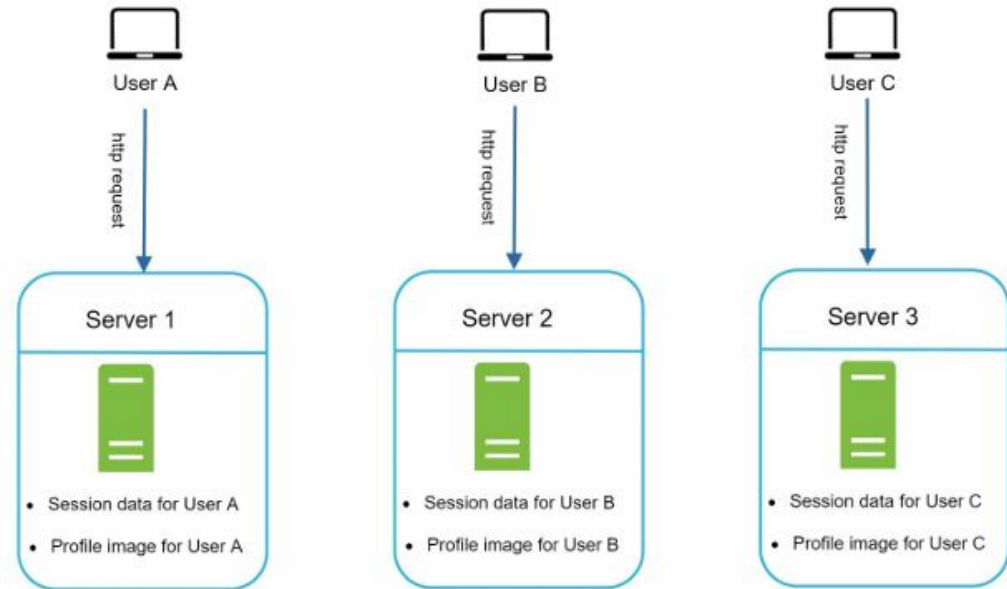 User A
User B
User C
http request
http request
http request
Server 1
Server 2
Server 3
• Session data for User A
• Profile image for User A
• Session data for User B
• Profile image for User B
• Session data for User C
• Profile image for User C